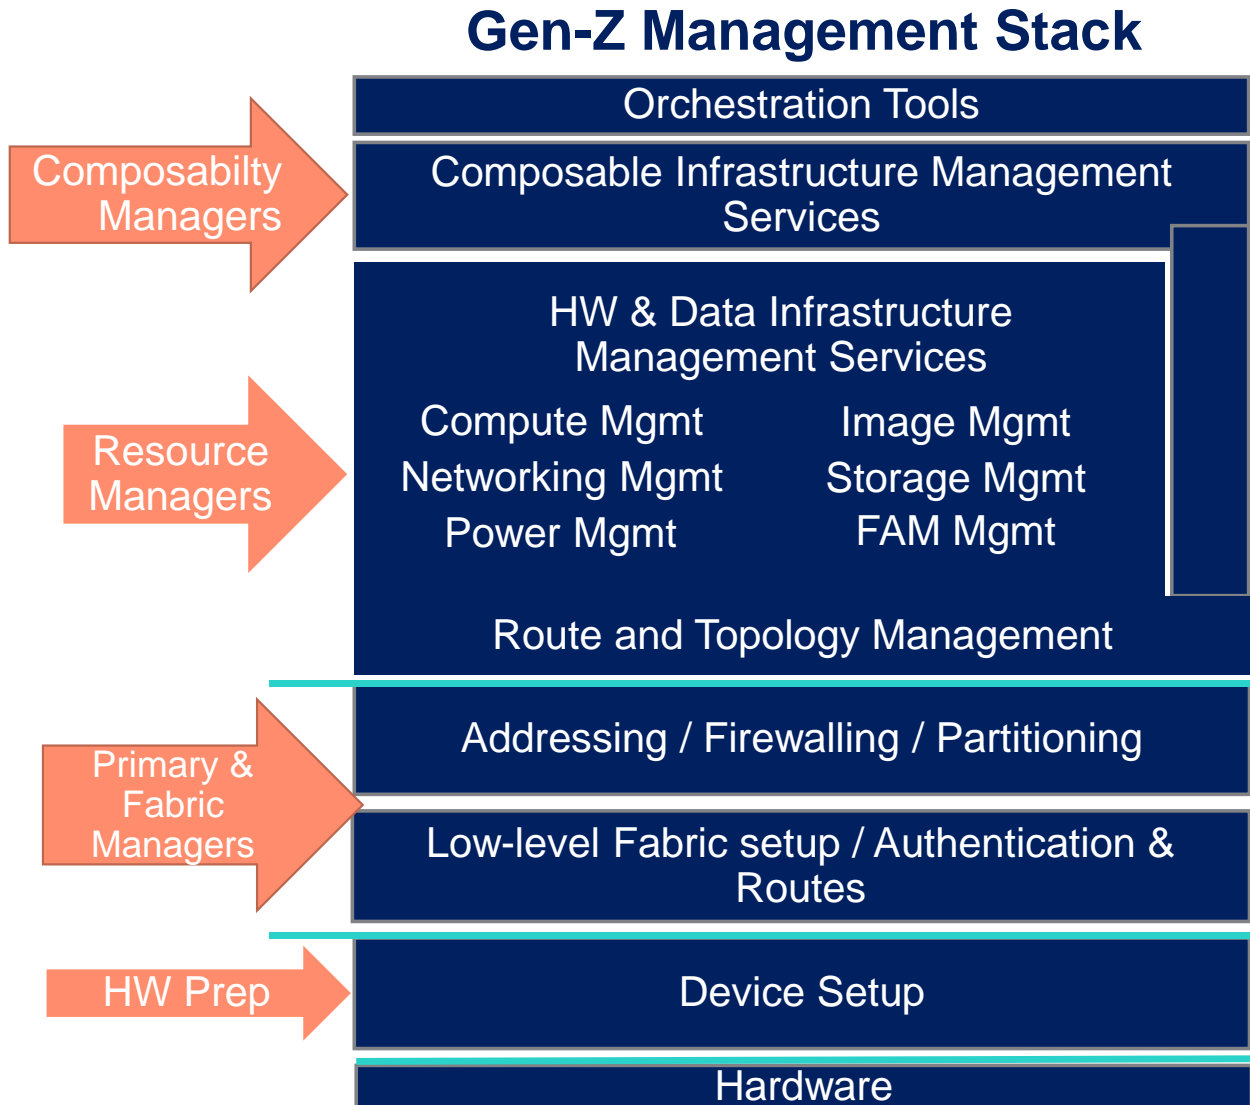 Gen-Z Management Stack
Orchestration Tools
Composabilty
Managers
Composable Infrastructure Management
Services
HW & Data Infrastructure
Management Services
Resource
Managers
Compute Mgmt
Image Mgmt
Networking Mgmt
Storage Mgmt
Power Mgmt
FAM Mgmt
Route and Topology Management
Primary &
Fabric
Managers
Addressing / Firewalling / Partitioning
Low-level Fabric setup / Authentication &
Routes
HW Prep
Device Setup
Hardware